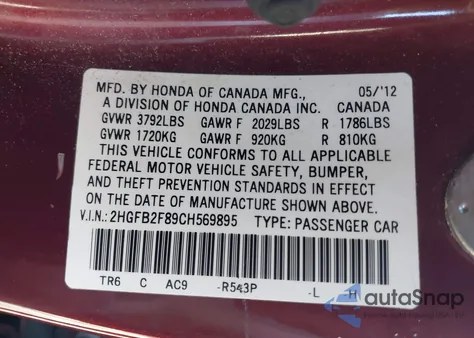 MFD. BY HONDA OF CANADA MFG., 05/'12
A DIVISION OF HONDA CANADA INC. CANADA
GVWR 3792LBS GAWR F 2029LBS R 1786LBS
GVWR 1720KG GAWR F 920KG R 810KG
THIS VEHICLE CONFORMS TO ALL APPLICABLE
FEDERAL MOTOR VEHICLE SAFETY, BUMPER,
AND THEFT PREVENTION STANDARDS IN EFFECT
ON THE DATE OF MANUFACTURE SHOWN ABOVE.
V.I.N.: 2HGFB2F89CH569895 TYPE: PASSENGER CAR
TR6 C AC9 -R543P -L H
autoSnap